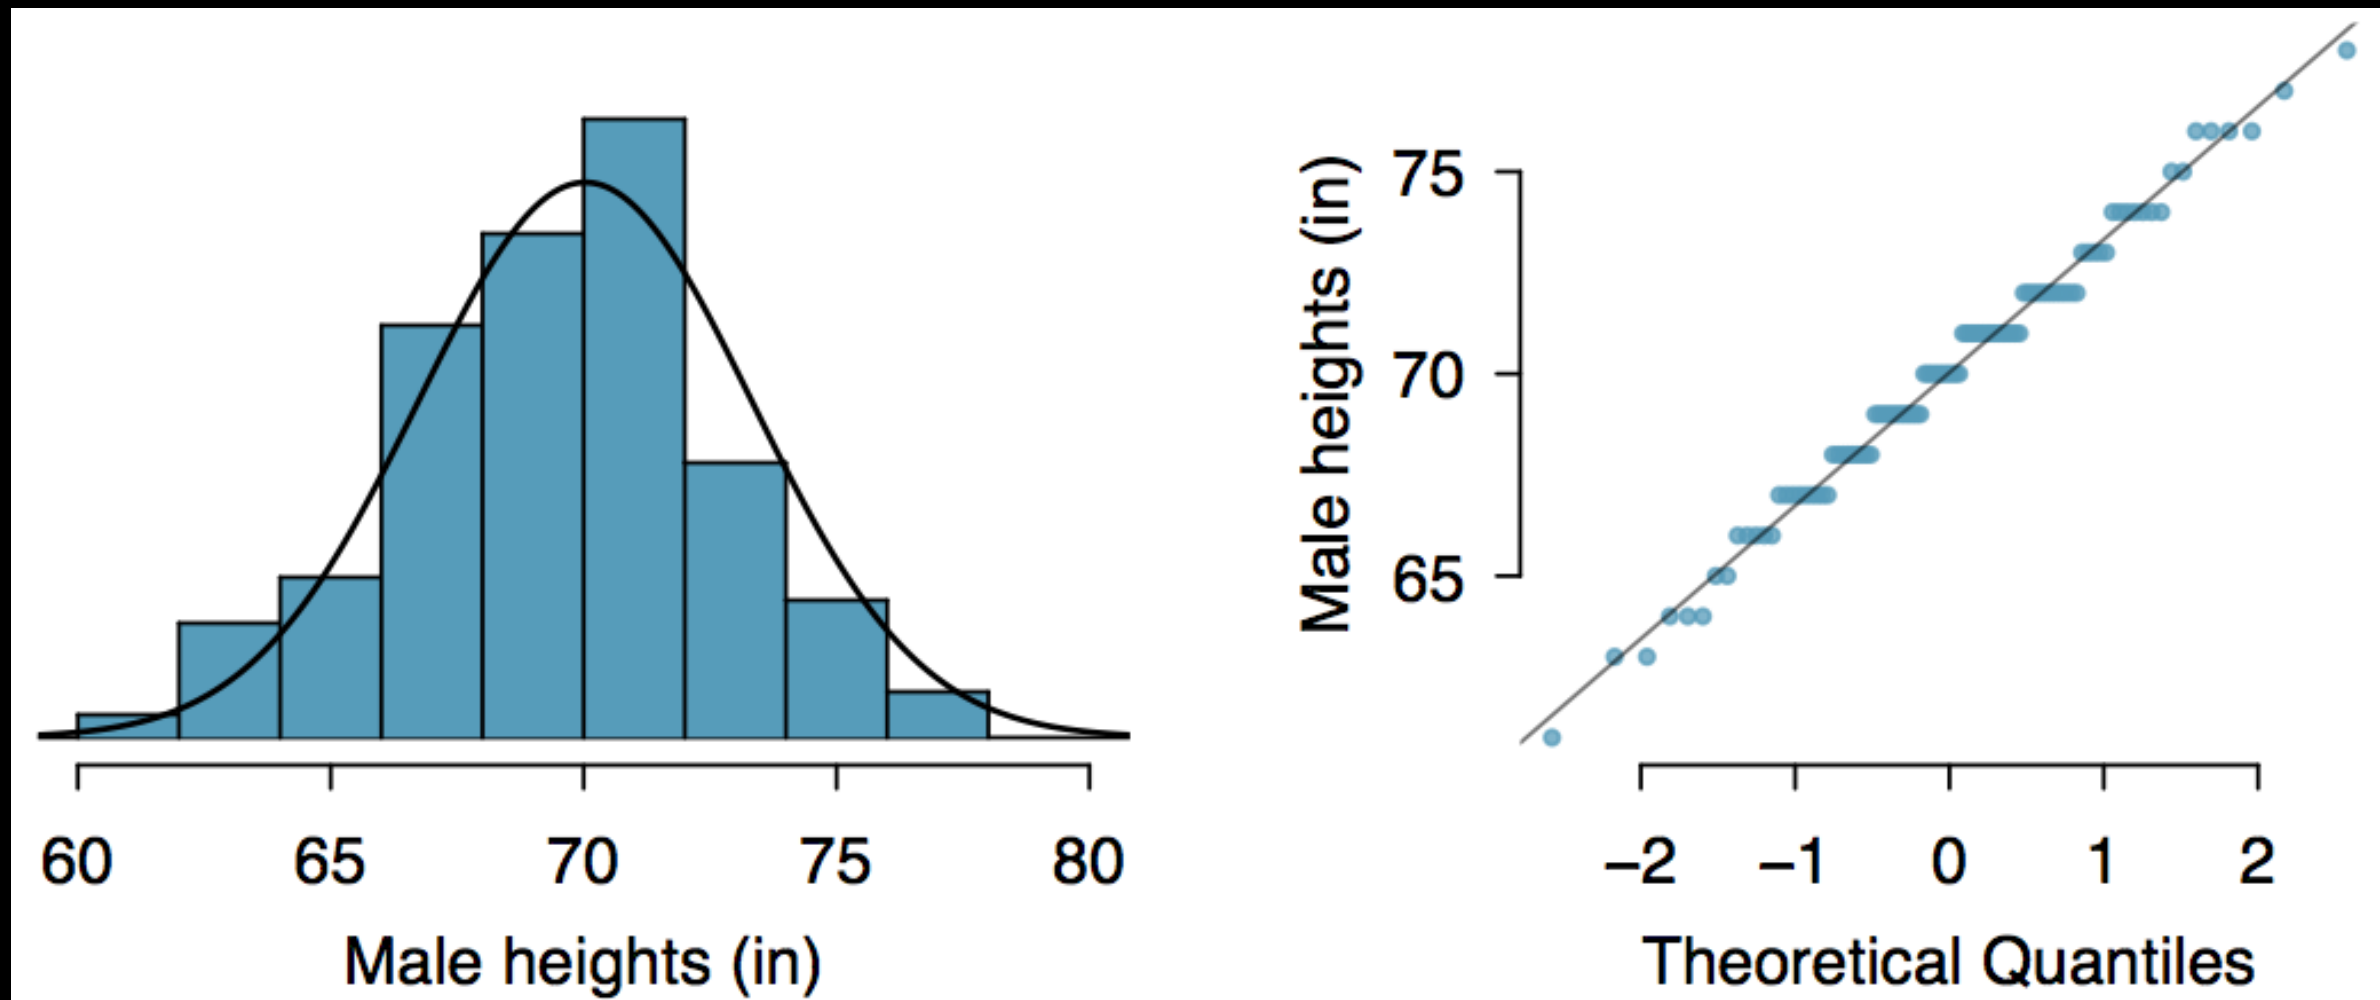 60 65 70 75 80
Male heights (in)
Male heights (in)
75
70
65
−2 −1 0 1 2
Theoretical Quantiles